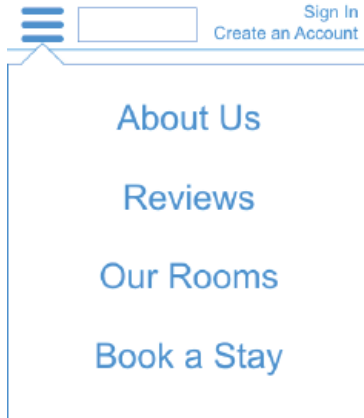 Sign In
Create an Account
About Us
Reviews
Our Rooms
Book a Stay